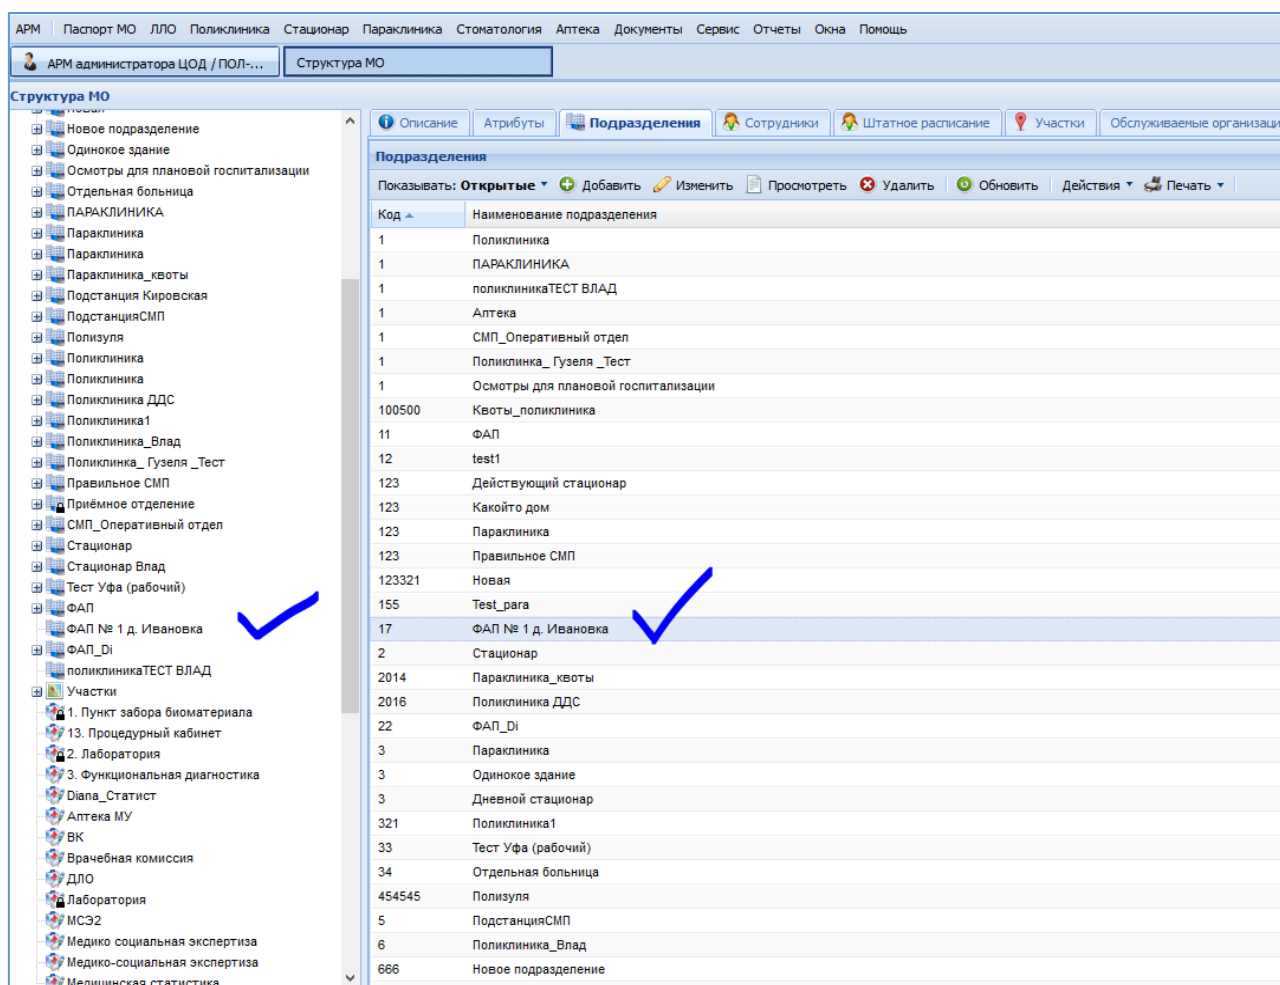 АРМ Паспорт МО ЛЛО Поликлиника Стационар Параклиника Стоматология Аптека Документы Сервис Отчеты Окна Помощь
АРМ администратора ЦОД / ПОЛ-... Структура МО
Структура МО
Новая
Новое подразделение
Одинокое здание
Осмотры для плановой госпитализации
Отдельная больница
ПАРАКЛИНИКА
Параклиника
Параклиника
Параклиника_квоты
Подстанция Кировская
ПодстанцияСМП
Полизуля
Поликлиника
Поликлиника
Поликлиника ДДС
Поликлиника1
Поликлиника_Влад
Поликлинка_ Гузеля _Тест
Правильное СМП
Приёмное отделение
СМП_Оперативный отдел
Стационар
Стационар Влад
Тест Уфа (рабочий)
ФАП
ФАП № 1 д. Ивановка
ФАП_Di
поликлиникаТЕСТ ВЛАД
Участки
1. Пункт забора биоматериала
13. Процедурный кабинет
2. Лаборатория
3. Функциональная диагностика
Diana_Статист
Аптека МУ
ВК
Врачебная комиссия
ДЛО
Лаборатория
МСЭ2
Медико социальная экспертиза
Медико-социальная экспертиза
Медицинская статистика
Описание Атрибуты Подразделения Сотрудники Штатное расписание Участки Обслуживаемые организаци
Подразделения
Показывать: Открытые Добавить Изменить Просмотреть Удалить Обновить Действия Печать
Код Наименование подразделения
1 Поликлиника
1 ПАРАКЛИНИКА
1 поликлиникаТЕСТ ВЛАД
1 Аптека
1 СМП_Оперативный отдел
1 Поликлинка_ Гузеля _Тест
1 Осмотры для плановой госпитализации
100500 Квоты_поликлиника
11 ФАП
12 test1
123 Действующий стационар
123 Какойто дом
123 Параклиника
123 Правильное СМП
123321 Новая
155 Test_para
17 ФАП № 1 д. Ивановка
2 Стационар
2014 Параклиника_квоты
2016 Поликлиника ДДС
22 ФАП_Di
3 Параклиника
3 Одинокое здание
3 Дневной стационар
321 Поликлиника1
33 Тест Уфа (рабочий)
34 Отдельная больница
454545 Полизуля
5 ПодстанцияСМП
6 Поликлиника_Влад
666 Новое подразделение